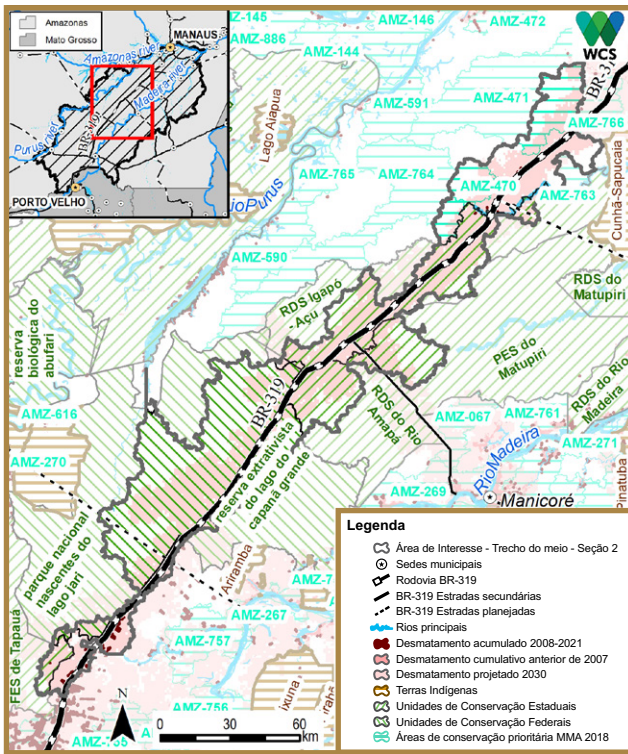 Amazonas
Mato Grosso
MANAUS
Amazonas river
Madeira river
Purus river
PORTO VELHO
AMZ-145
AMZ-886
AMZ-144
AMZ-146
AMZ-472
AMZ-591
AMZ-471
WCS
AMZ-766
Lago Aiapua
AMZ-765
AMZ-764
AMZ-470
AMZ-763
Cunhã-Sapucaia
AMZ-590
RDS Igapó
- Açu
RDS do
Matupiri
reserva
biológica do
abufari
PES do
Matupiri
RDS do Rio
Madeira
BR-319
RDS do Rio
Amapá
AMZ-616
AMZ-067
AMZ-761
AMZ-271
AMZ-270
reserva extrativista
do lago do
capanã grande
RioMadeira
AMZ-269
Manicoré
Pinatuba
parque nacional
nascentes do
lago jari
Ariramba
AMZ-267
AMZ-757
FES de Tapauá
AMZ-756
N
0 30 60
km
Legenda
Área de Interesse - Trecho do meio - Seção 2
Sedes municipais
Rodovia BR-319
BR-319 Estradas secundárias
BR-319 Estradas planejadas
Rios principais
Desmatamento acumulado 2008-2021
Desmatamento cumulativo anterior de 2007
Desmatamento projetado 2030
Terras Indígenas
Unidades de Conservação Estaduais
Unidades de Conservação Federais
Áreas de conservação prioritária MMA 2018